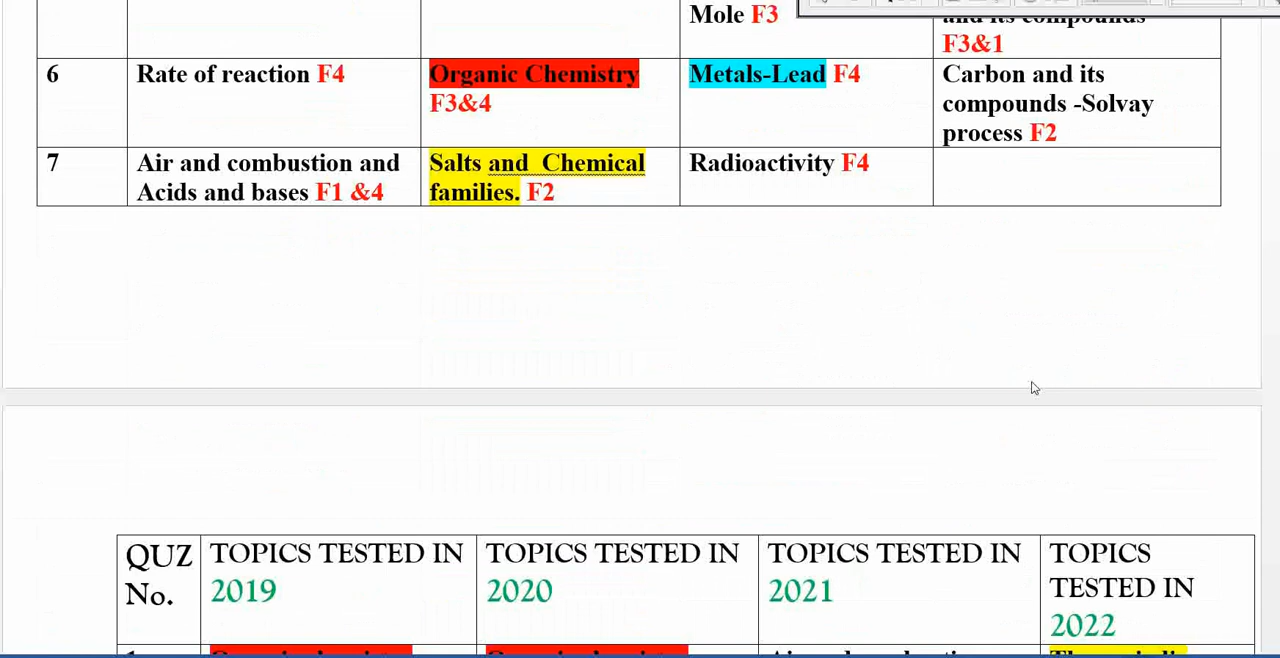 Mole F3
and its compounds
F3&1
6
Rate of reaction F4
Organic Chemistry
F3&4
Metals-Lead F4
Carbon and its
compounds -Solvay
process F2
7
Air and combustion and
Acids and bases F1 &4
Salts and Chemical
families. F2
Radioactivity F4
QUZ
No.
TOPICS TESTED IN
2019
TOPICS TESTED IN
2020
TOPICS TESTED IN
2021
TOPICS
TESTED IN
2022